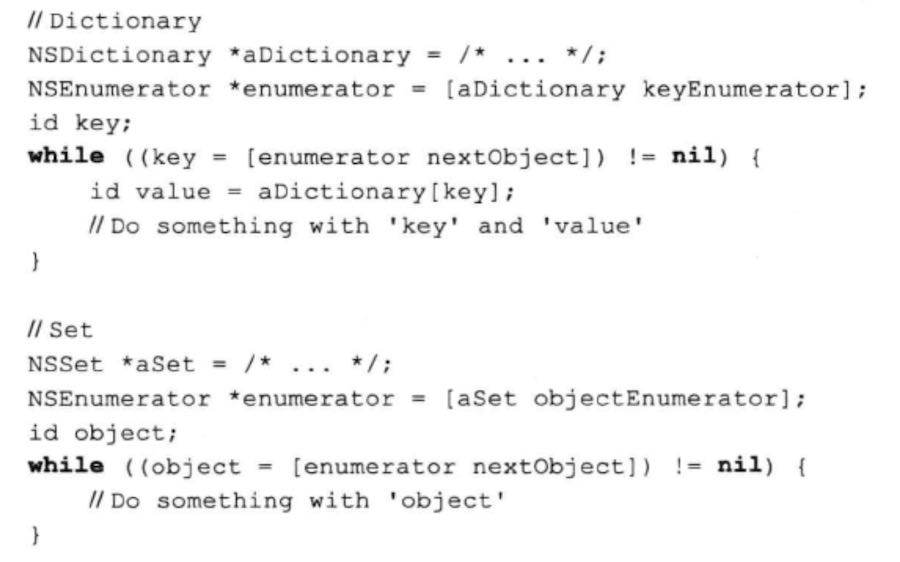 // Dictionary
NSDictionary *aDictionary = /* ... */;
NSEnumerator *enumerator = [aDictionary keyEnumerator];
id key;
while ((key = [enumerator nextObject]) != nil) {
    id value = aDictionary[key];
    // Do something with 'key' and 'value'
}

// Set
NSSet *aSet = /* ... */;
NSEnumerator *enumerator = [aSet objectEnumerator];
id object;
while ((object = [enumerator nextObject]) != nil) {
    // Do something with 'object'
}